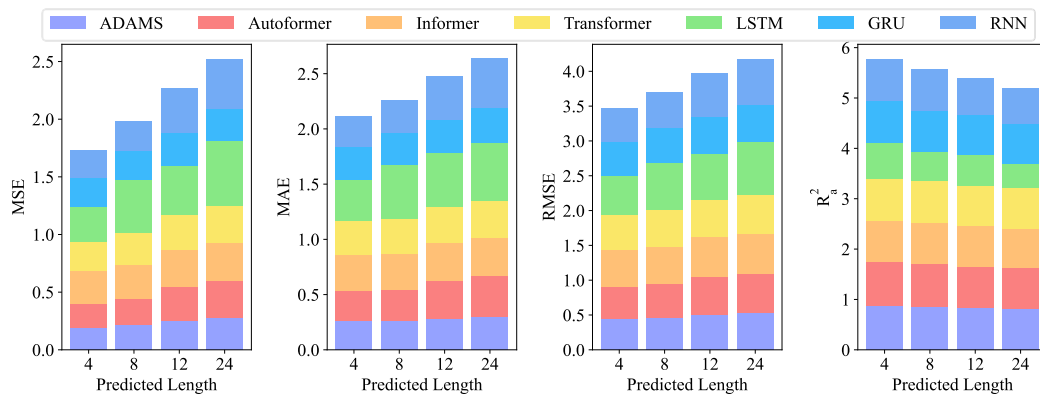 ADAMS Autoformer Informer Transformer LSTM GRU RNN
MSE
2.5
2.0
1.5
1.0
0.5
0.0
4 8 12 24
Predicted Length
MAE
2.5
2.0
1.5
1.0
0.5
0.0
4 8 12 24
Predicted Length
RMSE
4.0
3.5
3.0
2.5
2.0
1.5
1.0
0.5
0.0
4 8 12 24
Predicted Length
R²ₐ
6
5
4
3
2
1
0
4 8 12 24
Predicted Length